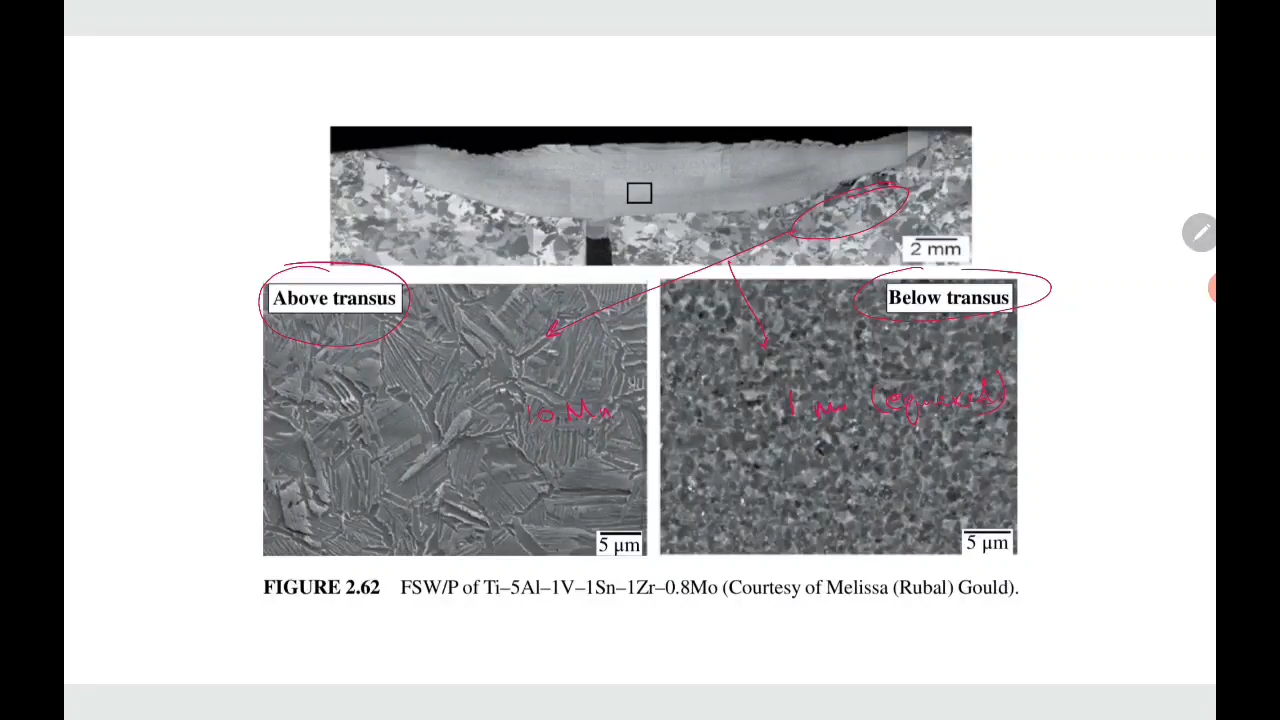 2 mm
Above transus
Below transus
10 Mm
1 Mm (equiaxed)
5 μm
5 μm
FIGURE 2.62 FSW/P of Ti–5Al–1V–1Sn–1Zr–0.8Mo (Courtesy of Melissa (Rubal) Gould).